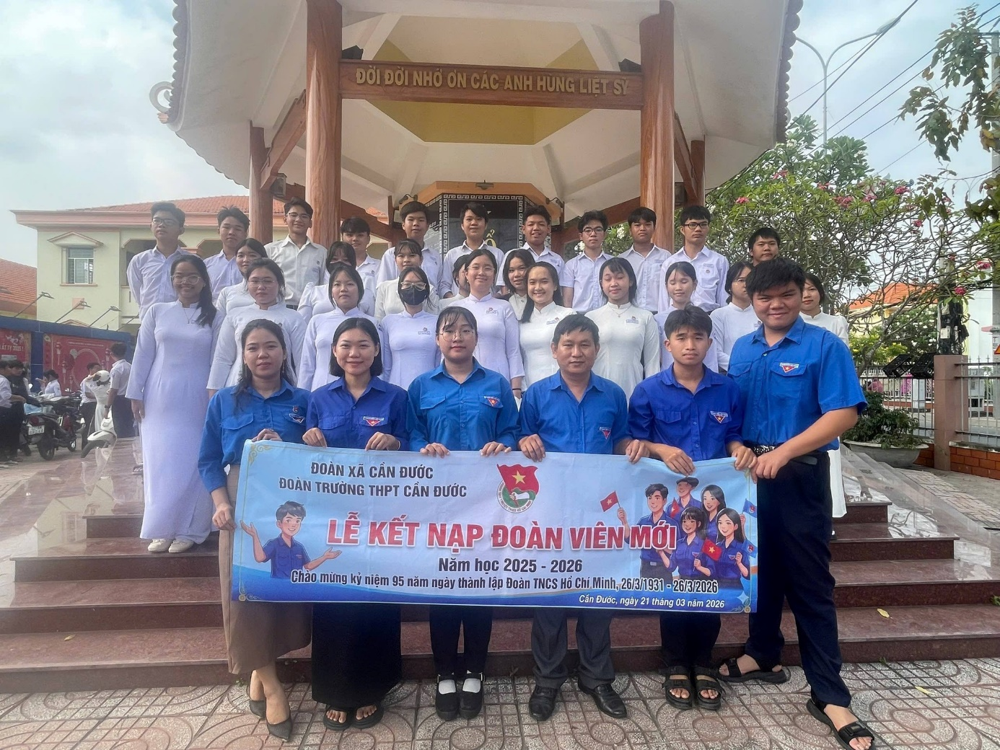 ĐỜI ĐỜI NHỚ ƠN CÁC ANH HÙNG LIỆT SỸ
ĐOÀN XÃ CẦN ĐƯỚC
ĐOÀN TRƯỜNG THPT CẦN ĐƯỚC
LỄ KẾT NẠP ĐOÀN VIÊN MỚI
Năm học 2025 - 2026
Chào mừng kỷ niệm 95 năm ngày thành lập Đoàn TNCS Hồ Chí Minh, 26/3/1931 - 26/3/2026
Cần Đước, ngày 21 tháng 03 năm 2026